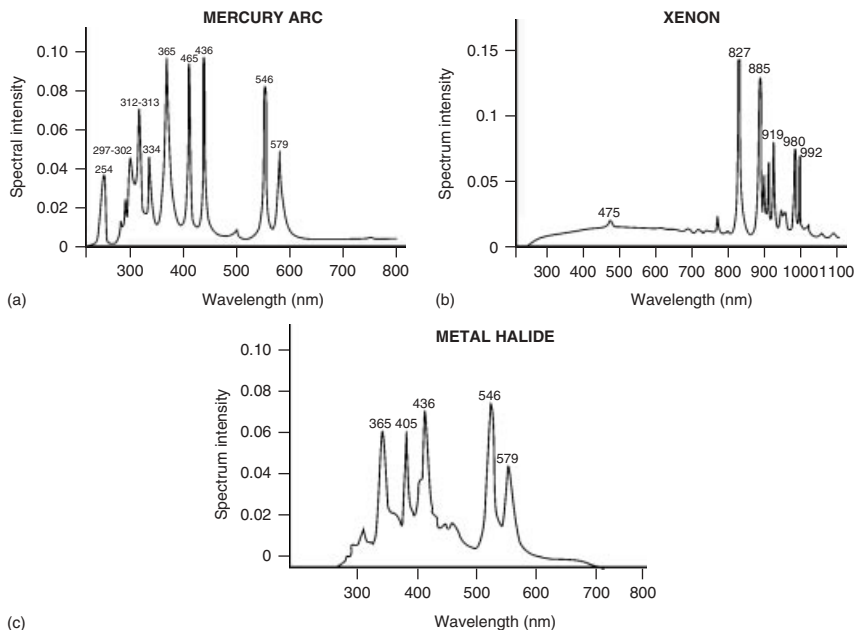 MERCURY ARC
Spectral intensity
0.10
0.08
0.06
0.04
0.02
0
254
297-302
312-313
334
365
465
436
546
579
300 400 500 600 700 800
Wavelength (nm)
(a)
XENON
Spectrum intensity
0.15
0.1
0.05
0
475
827
885
919
980
992
300 400 500 600 700 800 900 1000 1100
Wavelength (nm)
(b)
METAL HALIDE
Spectrum intensity
0.10
0.08
0.06
0.04
0.02
0
365
405
436
546
579
300 400 500 600 700 800
Wavelength (nm)
(c)